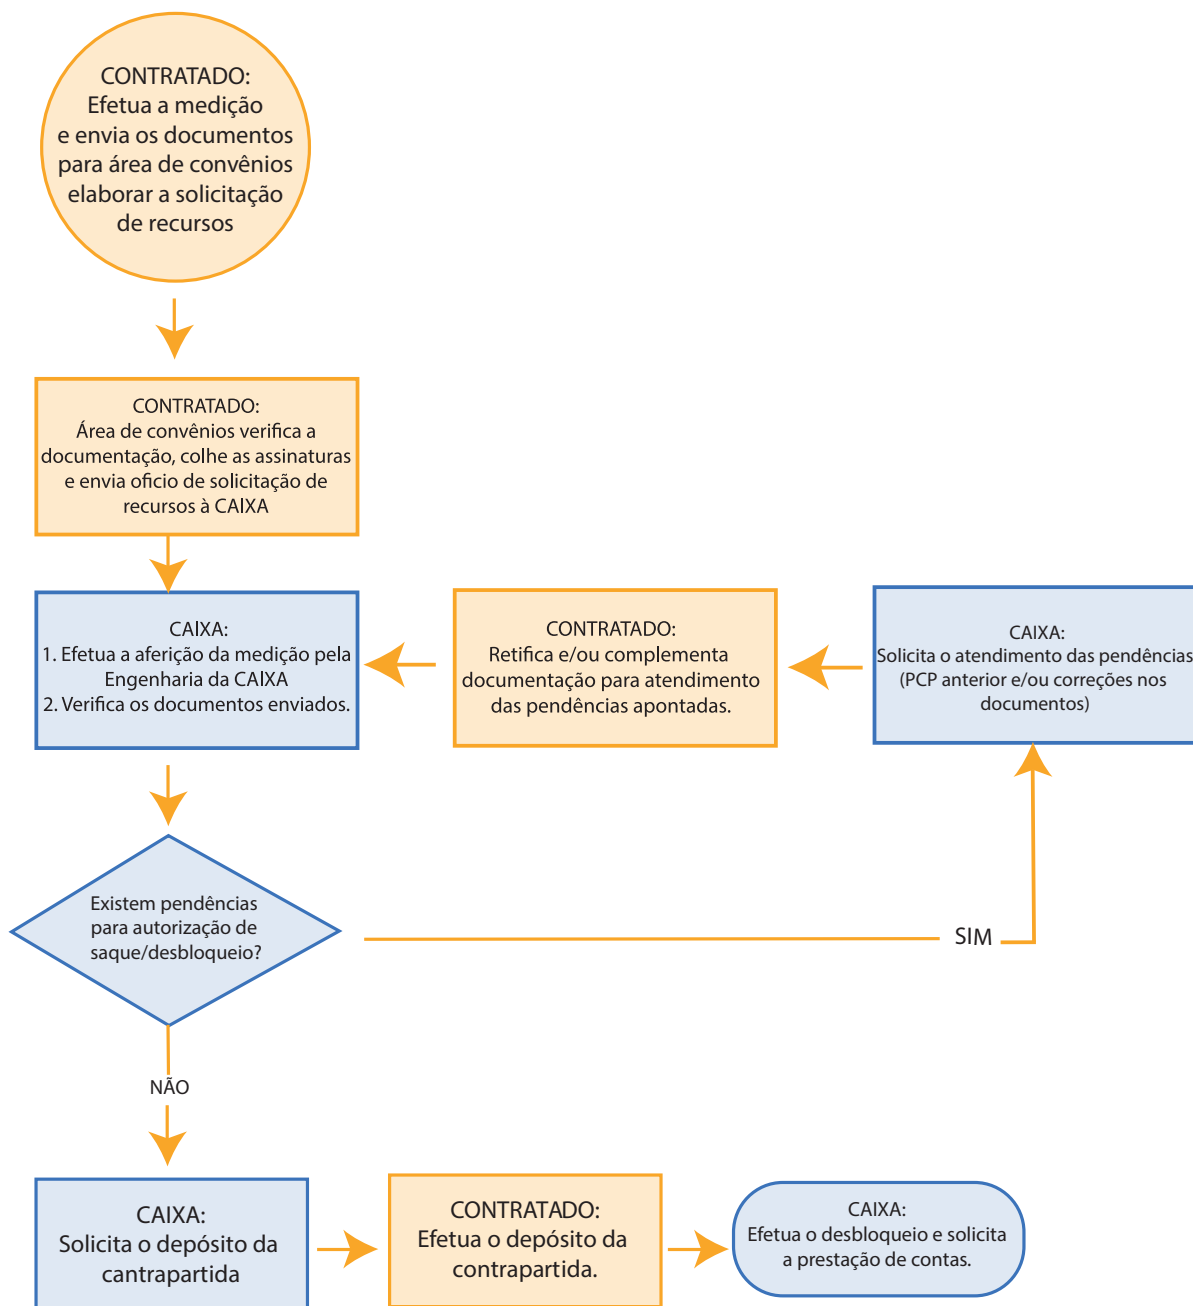 CONTRATADO:
Efetua a medição
e envia os documentos
para área de convênios
elaborar a solicitação
de recursos
CONTRATADO:
Área de convênios verifica a
documentação, colhe as assinaturas
e envia oficio de solicitação de
recursos à CAIXA
CAIXA:
1. Efetua a aferição da medição pela
Engenharia da CAIXA
2. Verifica os documentos enviados.
CONTRATADO:
Retifica e/ou complementa
documentação para atendimento
das pendências apontadas.
CAIXA:
Solicita o atendimento das pendências
(PCP anterior e/ou correções nos
documentos)
Existem pendências
para autorização de
saque/desbloqueio?
SIM
NÃO
CAIXA:
Solicita o depósito da
cantrapartida
CONTRATADO:
Efetua o depósito da
contrapartida.
CAIXA:
Efetua o desbloqueio e solicita
a prestação de contas.